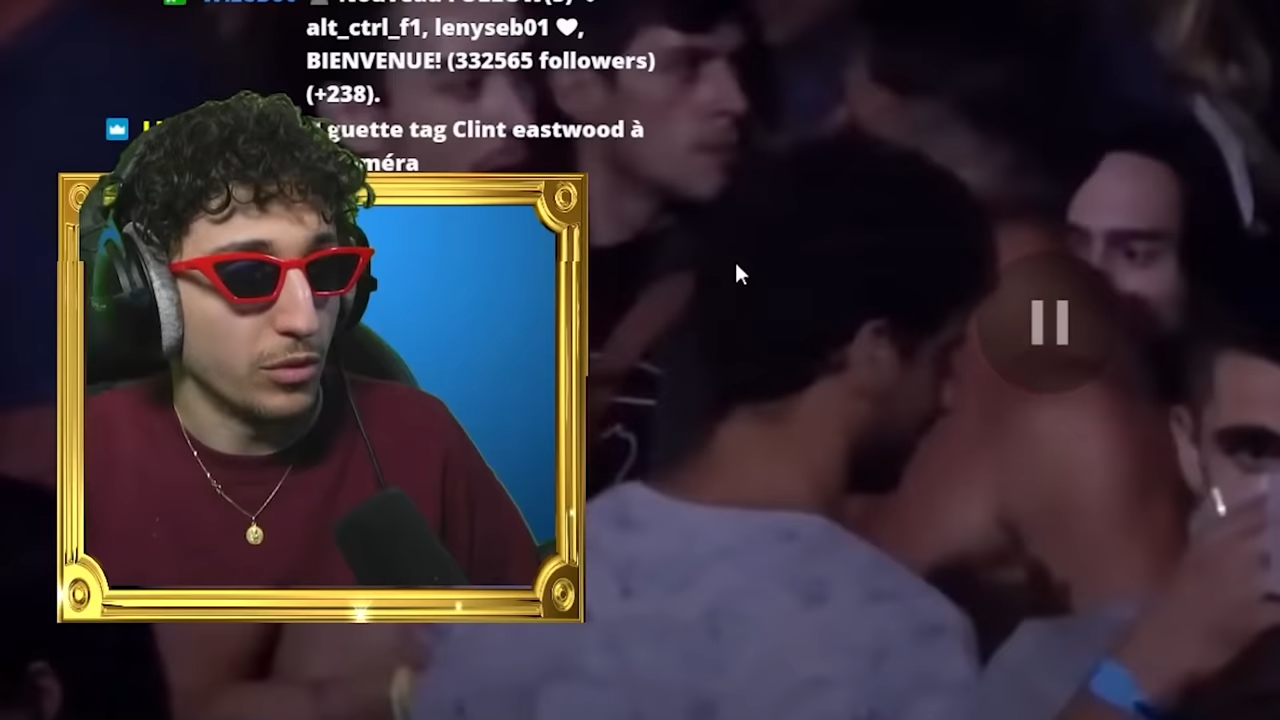 alt_ctrl_f1, lenyseb01 ♥,
BIENVENUE! (332565 followers)
(+238).
guette tag Clint eastwood à
méra